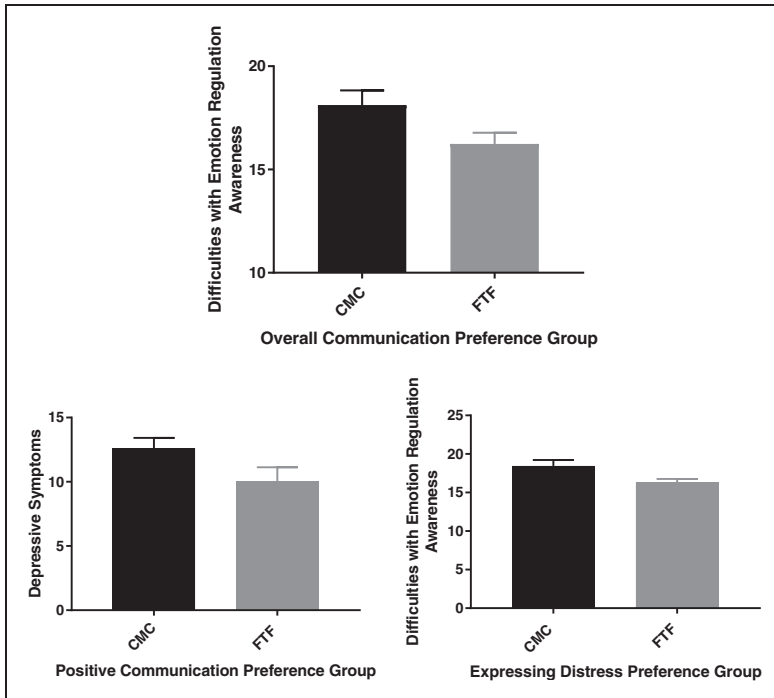 Difficulties with Emotion Regulation
Awareness
20
15
10
CMC
FTF
Overall Communication Preference Group
Depressive Symptoms
15
10
5
0
CMC
FTF
Positive Communication Preference Group
Difficulties with Emotion Regulation
Awareness
25
20
15
10
5
0
CMC
FTF
Expressing Distress Preference Group